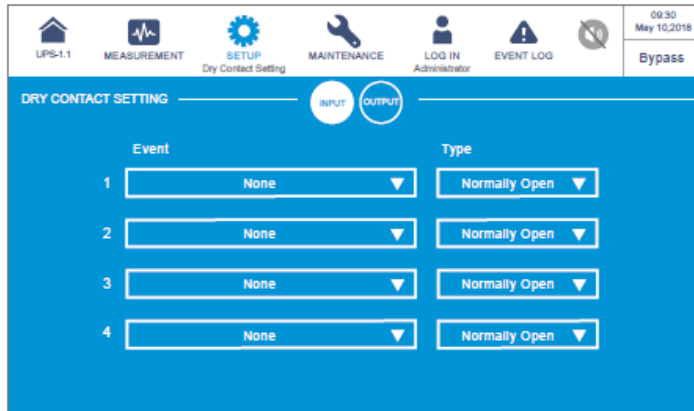 09:30
May 10,2018
UPS-1.1
MEASUREMENT
SETUP
Dry Contact Setting
MAINTENANCE
LOG IN
Administrator
EVENT LOG
Bypass
DRY CONTACT SETTING
INPUT
OUTPUT
Event Type
1 None Normally Open
2 None Normally Open
3 None Normally Open
4 None Normally Open